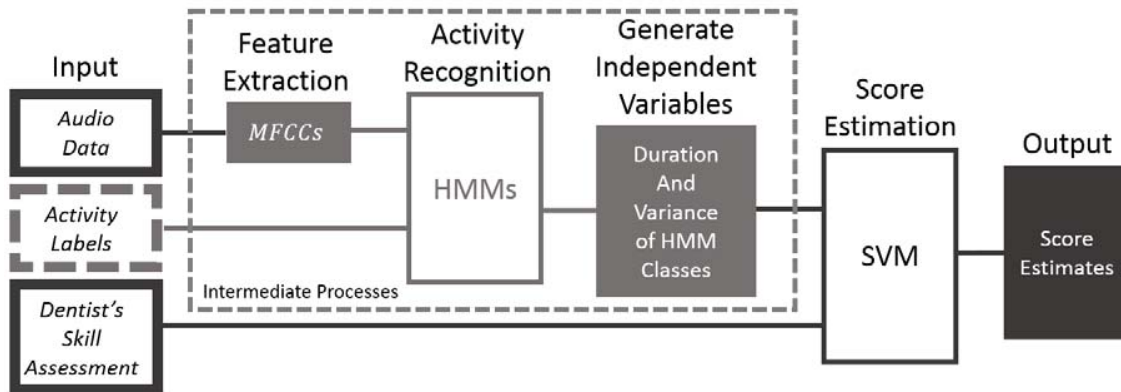 Input
Audio
Data
Activity
Labels
Dentist's
Skill
Assessment
Feature
Extraction
MFCCs
Activity
Recognition
HMMs
Generate
Independent
Variables
Duration
And
Variance
of HMM
Classes
Intermediate Processes
Score
Estimation
SVM
Output
Score
Estimates